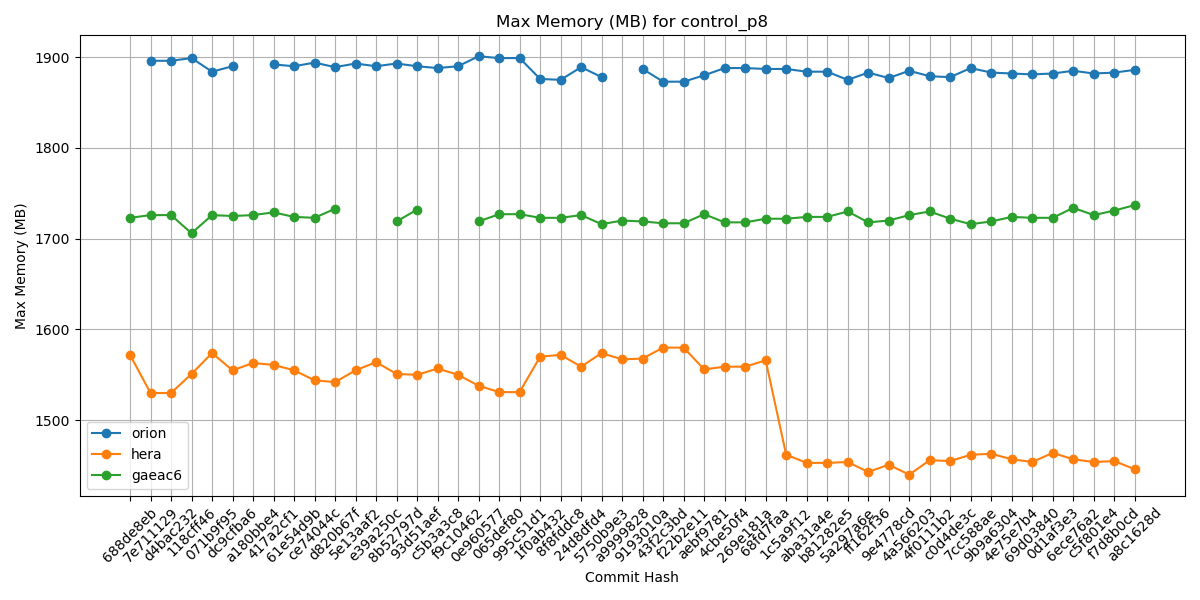 Max Memory (MB) for control_p8
Max Memory (MB)
1900
1800
1700
1600
1500
orion
hera
gaeac6
688de8eb
7e711129
d4bac232
118cff46
071b9f95
dc9cfba6
a180bbe4
417a2cf1
61e54d9b
ce74044c
d820b67f
5e13aaf2
e39a250c
8b52797d
93d51aef
c5b3a3c8
f9c10462
0e960577
065def80
995c51d1
1f0ab432
8f8fddc8
24d8dfd4
5750b9e3
a9999828
9193010a
43f2c3bd
f22b2e11
aebf9781
4cbe50f4
269e181a
68fd7faa
1c5a9f12
aba31a4e
b81282e5
5a297a6e
ff162f36
9e4778cd
4a566203
4f0111b2
c0d4de3c
7cc588ae
9b9a6304
4e75e7b4
69d03840
0d1af3e3
6ece76a2
c5f801e4
f7d8b0cd
a8c1628d
Commit Hash